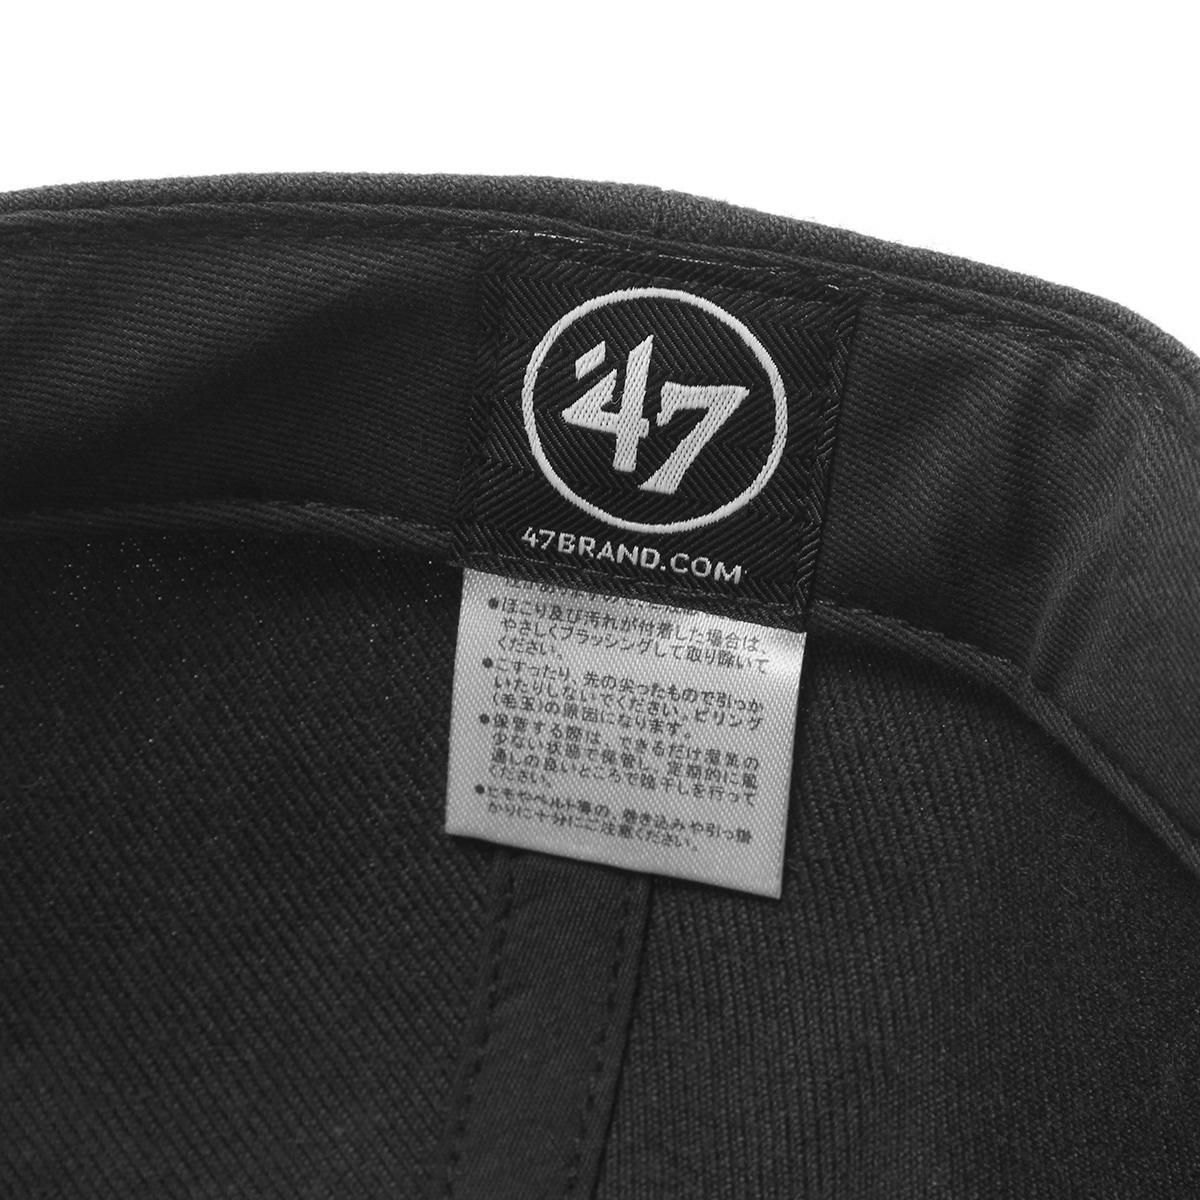 '47
47BRAND.COM
●ほこり及び汚れが付着した場合は、
やさしくブラッシングして取り除いて
ください。
●こすったり、先の尖ったもので引っか
いたりしないでください。ピリング
(毛玉)の原因になります。
●保管する際は、できるだけ湿気の
少ない状態で保管し、定期的に風
通しの良いところで陰干しを行って
ください。
●ヒモやベルト等の、巻き込みや引っ掛
かりに十分にご注意ください。